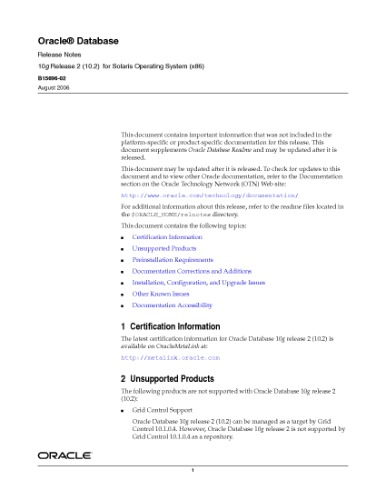 Oracle® Database
Release Notes
10g Release 2 (10.2) for Solaris Operating System (x86)
B15696-02
August 2006
This document contains important information that was not included in the
platform-specific or product-specific documentation for this release. This
document supplements Oracle Database Readme and may be updated after it is
released.
This document may be updated after it is released. To check for updates to this
document and to view other Oracle documentation, refer to the Documentation
section on the Oracle Technology Network (OTN) Web site:
http://www.oracle.com/technology/documentation/
For additional information about this release, refer to the readme files located in
the $ORACLE_HOME/relnotes directory.
This document contains the following topics:
■ Certification Information
■ Unsupported Products
■ Preinstallation Requirements
■ Documentation Corrections and Additions
■ Installation, Configuration, and Upgrade Issues
■ Other Known Issues
■ Documentation Accessibility
1 Certification Information
The latest certification information for Oracle Database 10g release 2 (10.2) is
available on OracleMetaLink at:
http://metalink.oracle.com
2 Unsupported Products
The following products are not supported with Oracle Database 10g release 2
(10.2):
■ Grid Control Support
Oracle Database 10g release 2 (10.2) can be managed as a target by Grid
Control 10.1.0.4. However, Oracle Database 10g release 2 is not supported by
Grid Control 10.1.0.4 as a repository.
ORACLE®
1